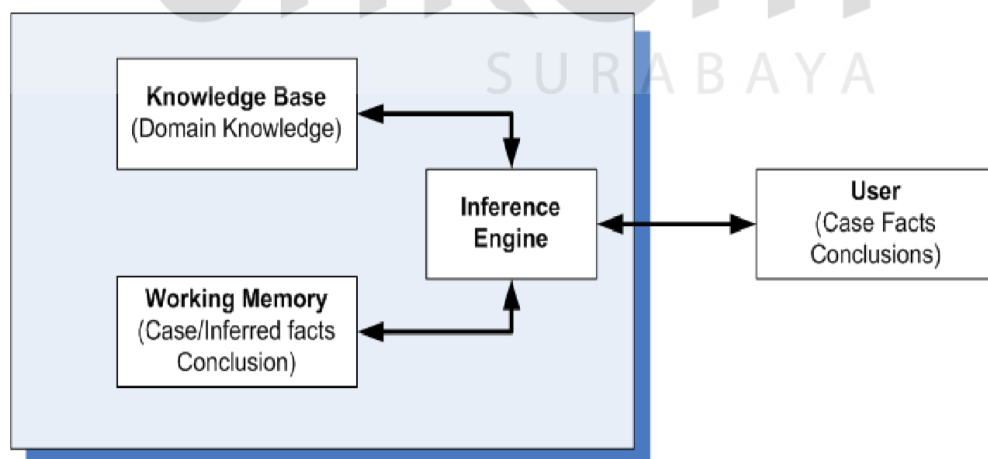 SURABAYA
Knowledge Base
(Domain Knowledge)
Inference
Engine
User
(Case Facts
Conclusions)
Working Memory
(Case/Inferred facts
Conclusion)